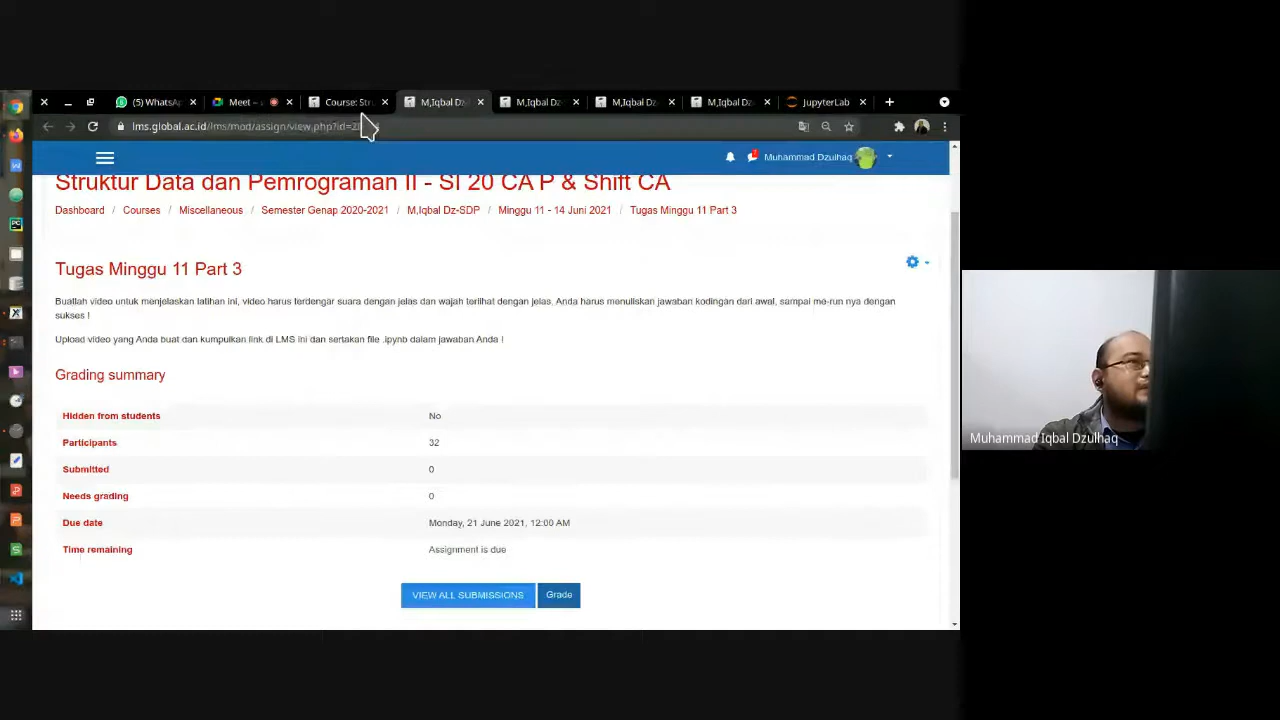 (5) WhatsA
Meet –
Course: Str
M,Iqbal Dz
M,Iqbal Dz
M,Iqbal Dz
M,Iqbal Dz
JupyterLab
lms.global.ac.id/lms/mod/assign/view.php?id=2
Muhammad Dzulhaq
Struktur Data dan Pemrograman II - SI 20 CA P & Shift CA
Dashboard / Courses / Miscellaneous / Semester Genap 2020-2021 / M,Iqbal Dz-SDP / Minggu 11 - 14 Juni 2021 / Tugas Minggu 11 Part 3
Tugas Minggu 11 Part 3
Buatlah video untuk menjelaskan latihan ini, video harus terdengar suara dengan jelas dan wajah terlihat dengan jelas, Anda harus menuliskan jawaban kodingan dari awal, sampai me-run nya dengan
sukses !
Upload video yang Anda buat dan kumpulkan link di LMS ini dan sertakan file .ipynb dalam jawaban Anda !
Grading summary
Hidden from students No
Participants 32
Submitted 0
Needs grading 0
Due date Monday, 21 June 2021, 12:00 AM
Time remaining Assignment is due
VIEW ALL SUBMISSIONS Grade
Muhammad Iqbal Dzulhaq